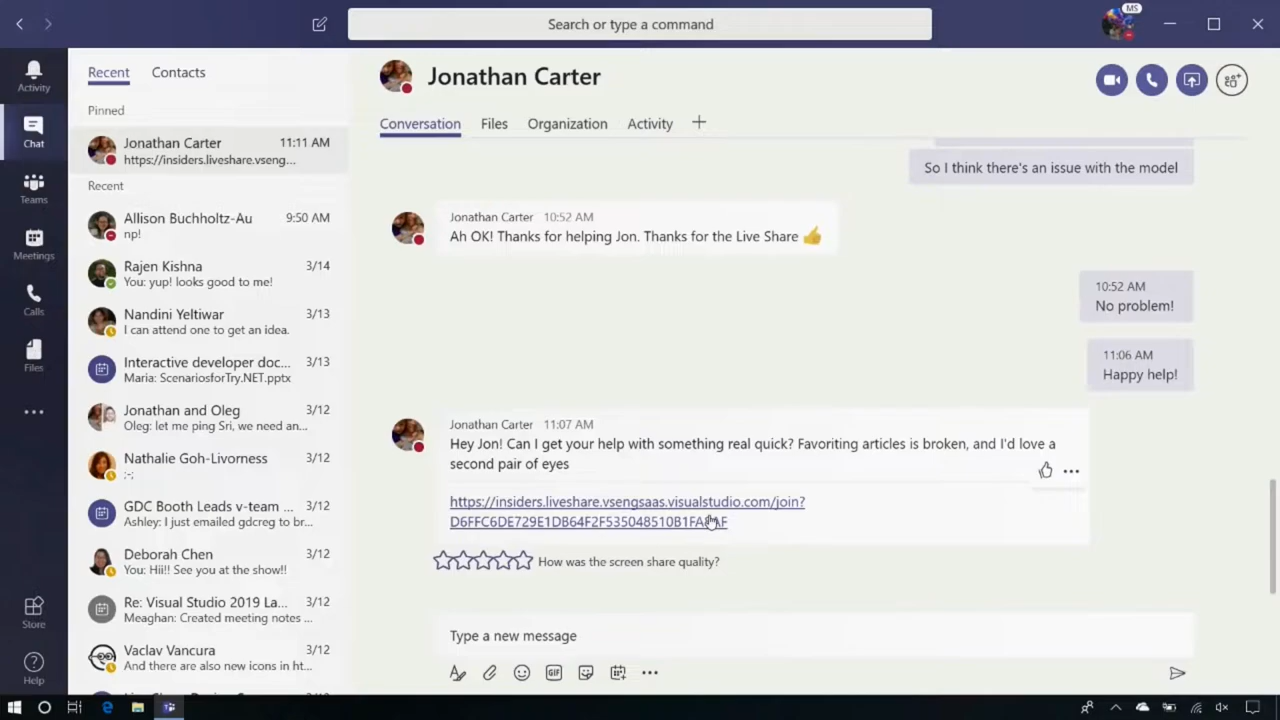 Search or type a command
MS
Activity
Chat
Teams
Meetings
Calls
Files
Store
Help
Recent
Contacts
Pinned
Jonathan Carter 11:11 AM
https://insiders.liveshare.vseng...
Recent
Allison Buchholtz-Au 9:50 AM
np!
Rajen Kishna 3/14
You: yup! looks good to me!
Nandini Yeltiwar 3/13
I can attend one to get an idea.
Interactive developer doc... 3/13
Maria: ScenariosforTry.NET.pptx
Jonathan and Oleg 3/12
Oleg: let me ping Sri, we need an...
Nathalie Goh-Livorness 3/12
:-;
GDC Booth Leads v-team ... 3/12
Ashley: I just emailed gdcreg to br...
Deborah Chen 3/12
You: Hii!! See you at the show!!
Re: Visual Studio 2019 La... 3/12
Meaghan: Created meeting notes ...
Vaclav Vancura 3/12
And there are also new icons in ht...
Jonathan Carter
Conversation Files Organization Activity
So I think there's an issue with the model
Jonathan Carter 10:52 AM
Ah OK! Thanks for helping Jon. Thanks for the Live Share 👍
10:52 AM
No problem!
11:06 AM
Happy help!
Jonathan Carter 11:07 AM
Hey Jon! Can I get your help with something real quick? Favoriting articles is broken, and I'd love a
second pair of eyes
https://insiders.liveshare.vsengsaas.visualstudio.com/join?
How was the screen share quality?
Type a new message
GIF